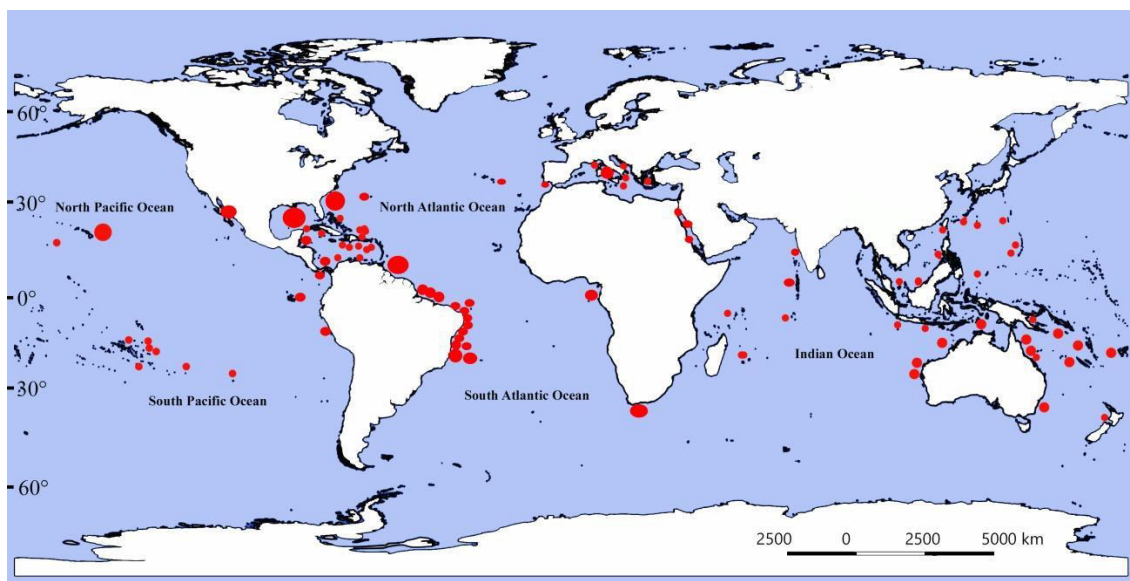 60°
30°
North Pacific Ocean
North Atlantic Ocean
0°
Indian Ocean
30°
South Pacific Ocean
South Atlantic Ocean
60°
2500 0 2500 5000 km